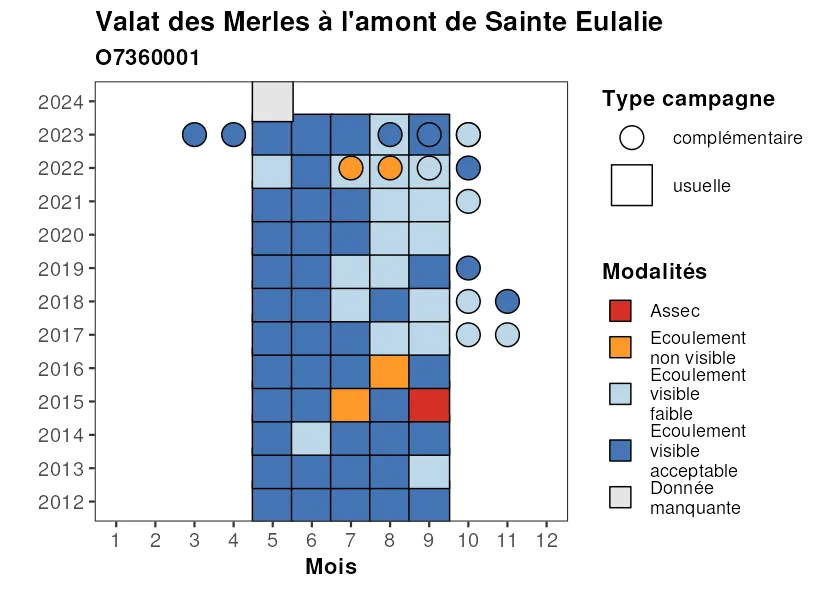 Valat des Merles à l'amont de Sainte Eulalie
O7360001
2024
2023
2022
2021
2020
2019
2018
2017
2016
2015
2014
2013
2012
1 2 3 4 5 6 7 8 9 10 11 12
Mois
Type campagne
complémentaire
usuelle
Modalités
Assec
Ecoulement
non visible
Ecoulement
visible
faible
Ecoulement
visible
acceptable
Donnée
manquante